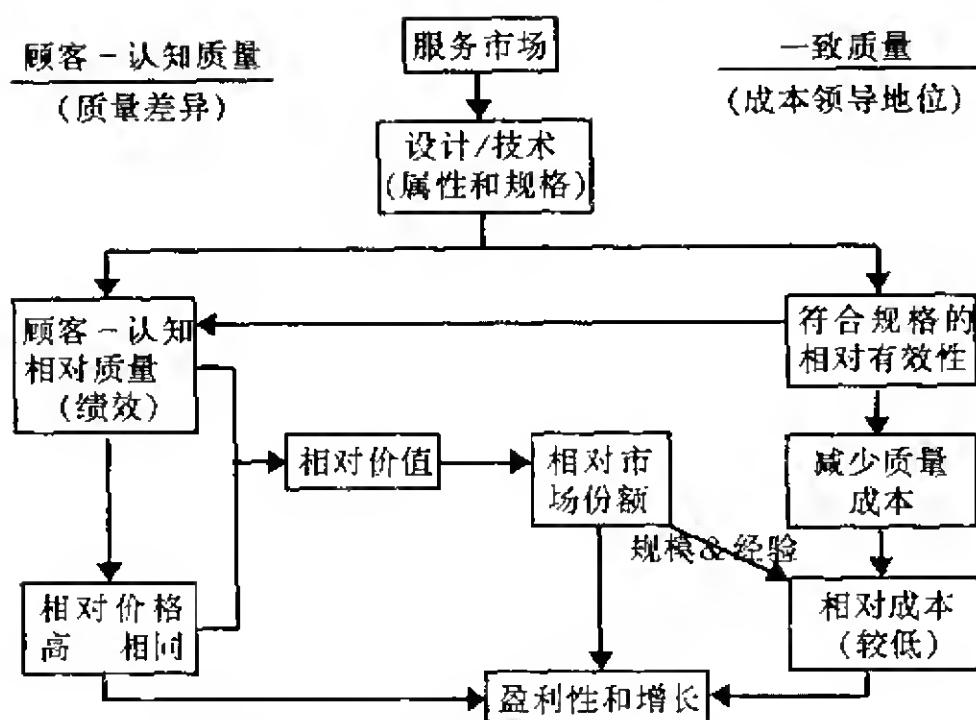 服务市场
顾客－认知质量
(质量差异)
一致质量
(成本领导地位)
设计/技术
(属性和规格)
顾客－认知
相对质量
(绩效)
符合规格的
相对有效性
相对价值
相对市
场份额
减少质量
成本
规模&经验
相对价格
高 相同
相对成本
(较低)
盈利性和增长